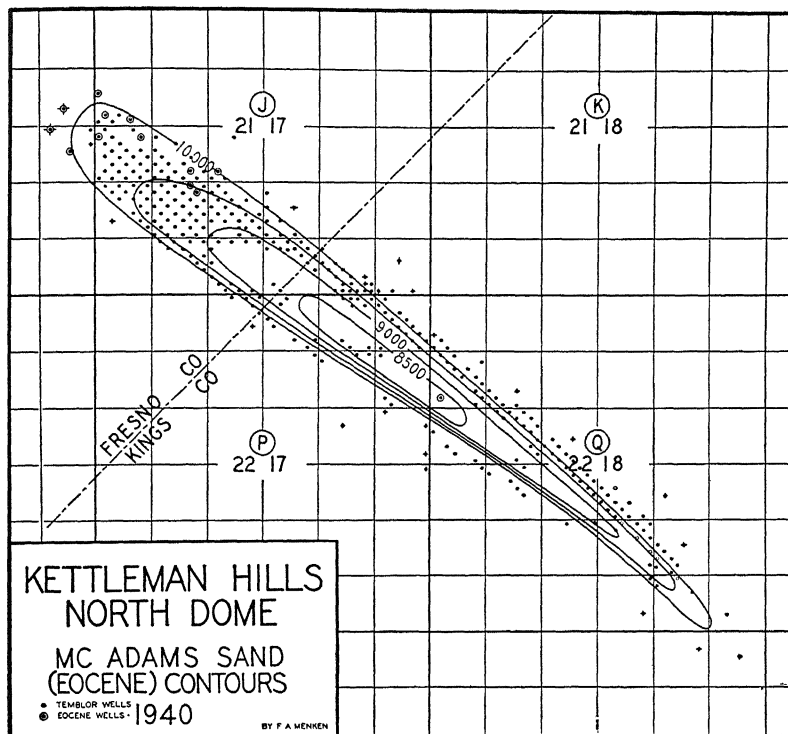 J
21 17
K
21 18
10,000
9000
8500
FRESNO CO
KINGS CO
P
22 17
Q
22 18
KETTLEMAN HILLS
NORTH DOME
MC ADAMS SAND
(EOCENE) CONTOURS
TEMBLOR WELLS
EOCENE WELLS - 1940
BY F A MENKEN